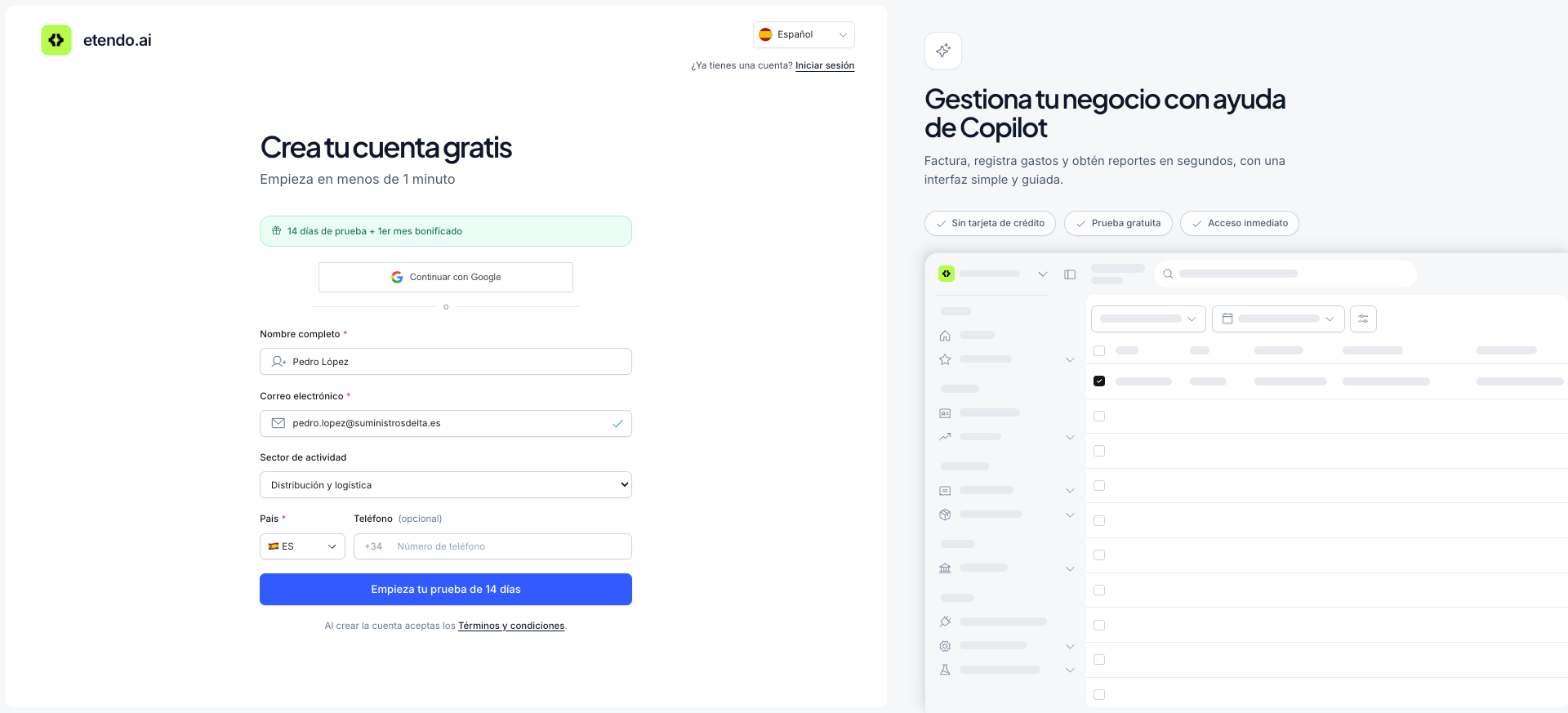 etendo.ai
Español
¿Ya tienes una cuenta? Iniciar sesión
Crea tu cuenta gratis
Empieza en menos de 1 minuto
14 días de prueba + 1er mes bonificado
Continuar con Google
o
Nombre completo *
Pedro López
Correo electrónico *
pedro.lopez@suministrosdelta.es
Sector de actividad
Distribución y logística
País * Teléfono (opcional)
ES +34 Número de teléfono
Empieza tu prueba de 14 días
Al crear la cuenta aceptas los Términos y condiciones.
Gestiona tu negocio con ayuda
de Copilot
Factura, registra gastos y obtén reportes en segundos, con una
interfaz simple y guiada.
Sin tarjeta de crédito Prueba gratuita Acceso inmediato